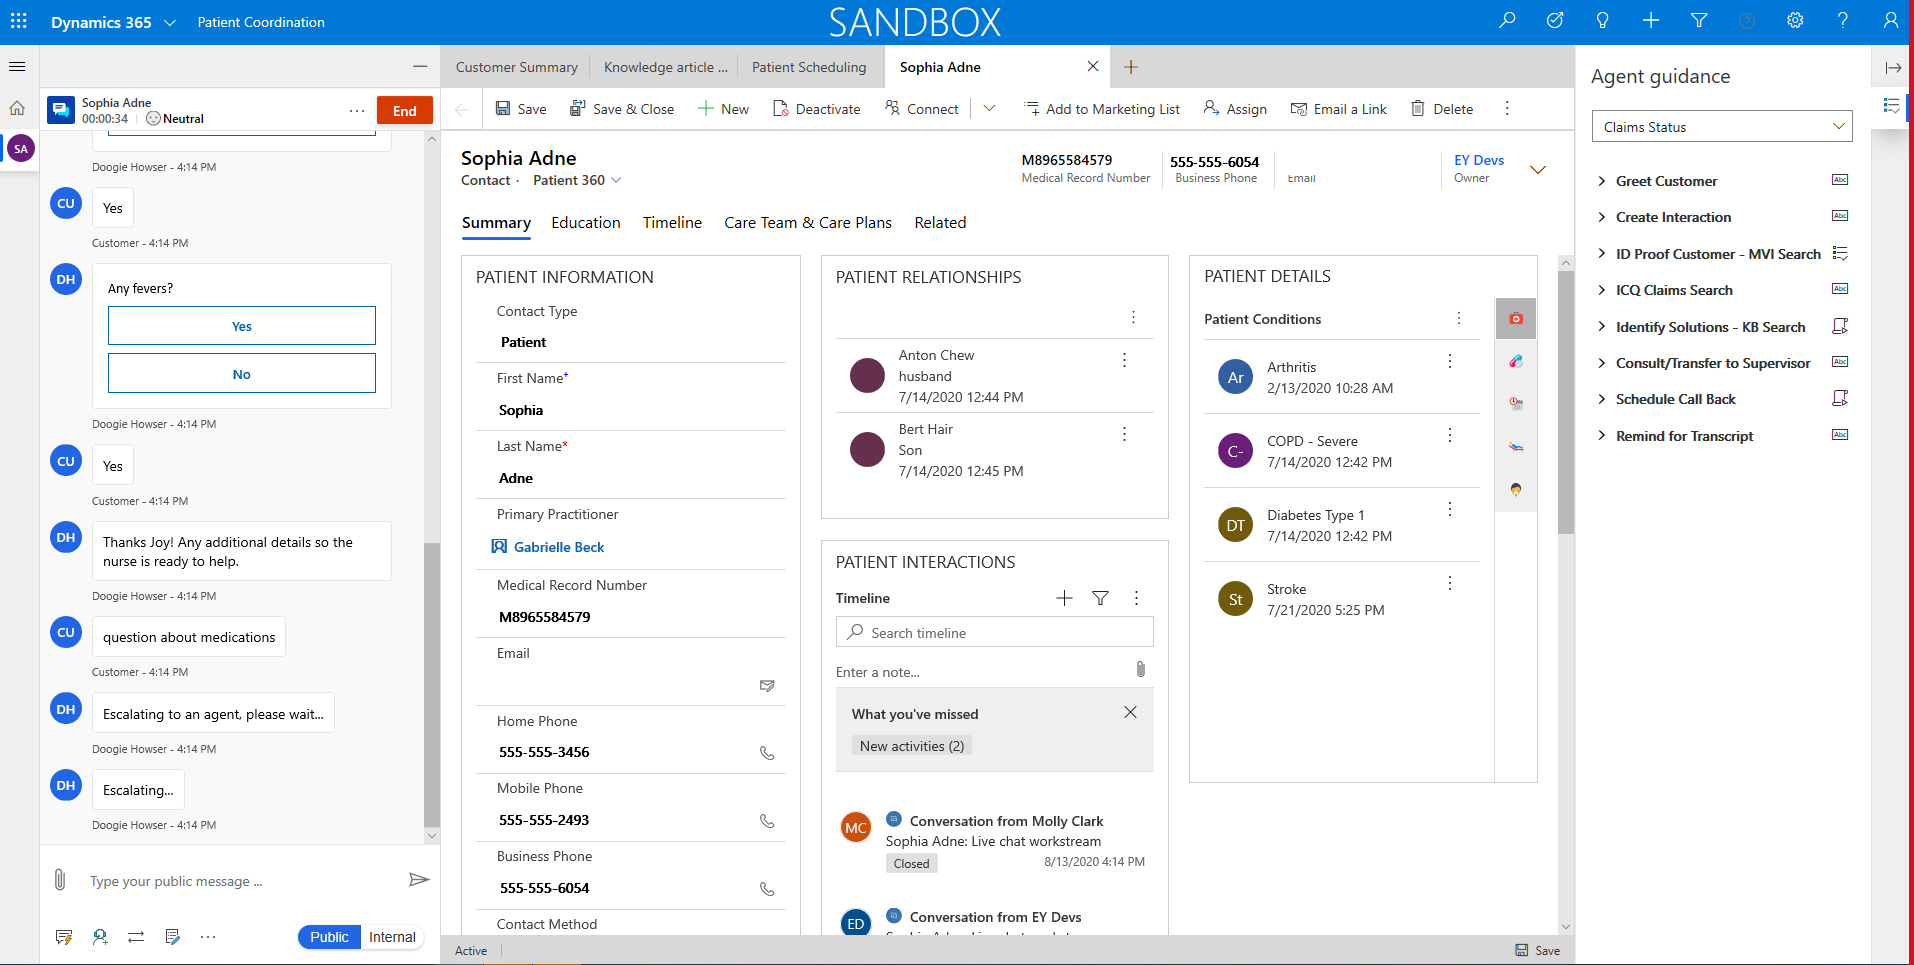 Dynamics 365
Patient Coordination
SANDBOX
Sophia Adne
00:00:34
Neutral
End
SA
Doogie Howser - 4:14 PM
CU
Yes
Customer - 4:14 PM
DH
Any fevers?
Yes
No
Doogie Howser - 4:14 PM
CU
Yes
Customer - 4:14 PM
DH
Thanks Joy! Any additional details so the
nurse is ready to help.
Doogie Howser - 4:14 PM
CU
question about medications
Customer - 4:14 PM
DH
Escalating to an agent, please wait...
Doogie Howser - 4:14 PM
DH
Escalating...
Doogie Howser - 4:14 PM
Type your public message ...
Public
Internal
Customer Summary
Knowledge article ...
Patient Scheduling
Sophia Adne
Save
Save & Close
New
Deactivate
Connect
Add to Marketing List
Assign
Email a Link
Delete
Sophia Adne
Contact · Patient 360
M8965584579
Medical Record Number
555-555-6054
Business Phone
Email
EY Devs
Owner
Summary
Education
Timeline
Care Team & Care Plans
Related
PATIENT INFORMATION
Contact Type
Patient
First Name+
Sophia
Last Name*
Adne
Primary Practitioner
Gabrielle Beck
Medical Record Number
M8965584579
Email
Home Phone
555-555-3456
Mobile Phone
555-555-2493
Business Phone
555-555-6054
Contact Method
PATIENT RELATIONSHIPS
Anton Chew
husband
7/14/2020 12:44 PM
Bert Hair
Son
7/14/2020 12:45 PM
PATIENT INTERACTIONS
Timeline
Search timeline
Enter a note...
What you've missed
New activities (2)
MC
Conversation from Molly Clark
Sophia Adne: Live chat workstream
Closed
8/13/2020 4:14 PM
ED
Conversation from EY Devs
PATIENT DETAILS
Patient Conditions
Ar
Arthritis
2/13/2020 10:28 AM
C-
COPD - Severe
7/14/2020 12:42 PM
DT
Diabetes Type 1
7/14/2020 12:42 PM
St
Stroke
7/21/2020 5:25 PM
Active
Save
Agent guidance
Claims Status
Greet Customer
Abc
Create Interaction
Abc
ID Proof Customer - MVI Search
ICQ Claims Search
Abc
Identify Solutions - KB Search
Consult/Transfer to Supervisor
Abc
Schedule Call Back
Remind for Transcript
Abc